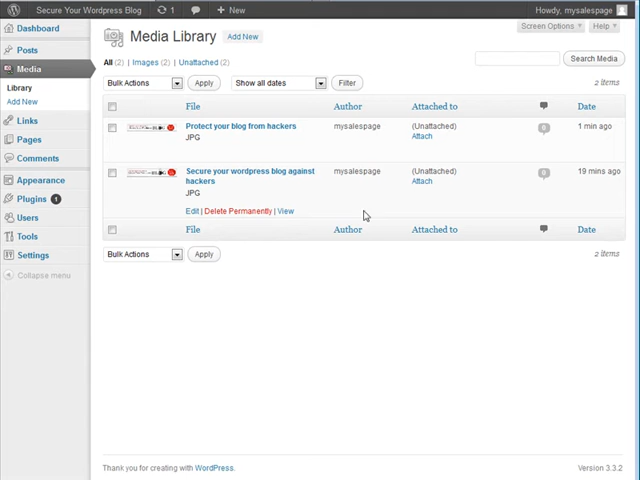 Secure Your Wordpress Blog 1 + New Howdy, mysalespage
Screen Options Help
Dashboard
Posts
Media
Library
Add New
Links
Pages
Comments
Appearance
Plugins 1
Users
Tools
Settings
Collapse menu
Media Library Add New
All (2) | Images (2) | Unattached (2)
Search Media
Bulk Actions Apply Show all dates Filter
2 items
File Author Attached to Date
Protect your blog from hackers mysalespage (Unattached) 0 1 min ago
JPG Attach
Secure your wordpress blog against mysalespage (Unattached) 0 19 mins ago
hackers Attach
JPG
Edit | Delete Permanently | View
File Author Attached to Date
Bulk Actions Apply
2 items
Thank you for creating with WordPress. Version 3.3.2